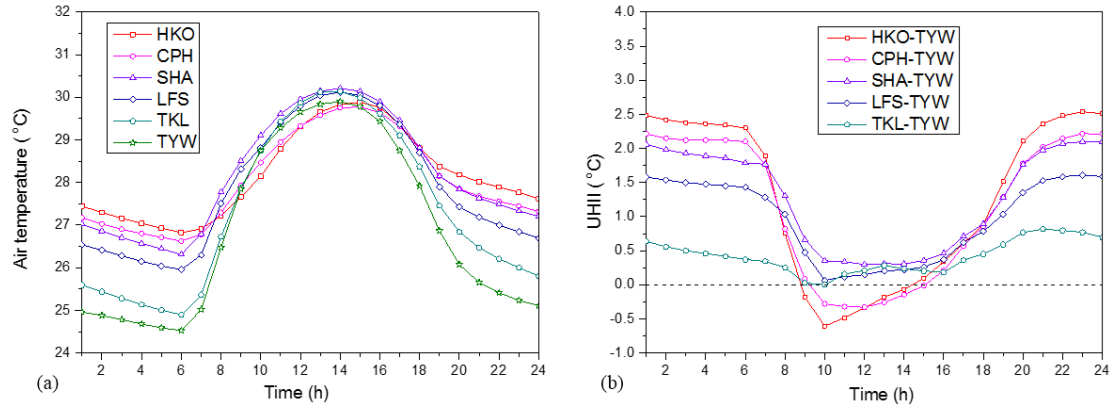 32
31
30
29
28
27
26
25
24
Air temperature (°C)
HKO
CPH
SHA
LFS
TKL
TYW
2 4 6 8 10 12 14 16 18 20 22 24
Time (h)
(a)
4.0
3.5
3.0
2.5
2.0
1.5
1.0
0.5
0.0
-0.5
-1.0
UHII (°C)
HKO-TYW
CPH-TYW
SHA-TYW
LFS-TYW
TKL-TYW
2 4 6 8 10 12 14 16 18 20 22 24
Time (h)
(b)